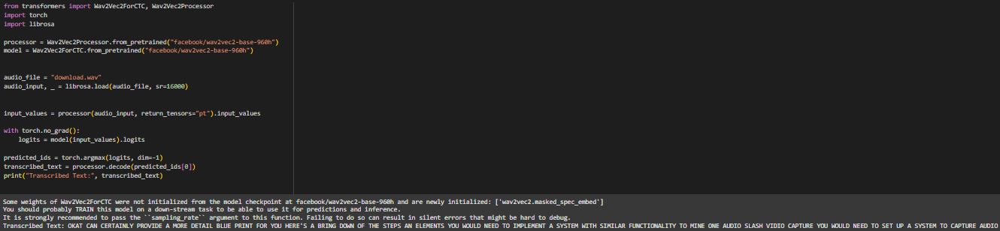 from transformers import Wav2Vec2ForCTC, Wav2Vec2Processor
import torch
import librosa
processor = Wav2Vec2Processor.from_pretrained("facebook/wav2vec2-base-960h")
model = Wav2Vec2ForCTC.from_pretrained("facebook/wav2vec2-base-960h")
audio_file = "download.wav"
audio_input, _ = librosa.load(audio_file, sr=16000)
input_values = processor(audio_input, return_tensors="pt").input_values
with torch.no_grad():
    logits = model(input_values).logits
predicted_ids = torch.argmax(logits, dim=-1)
transcribed_text = processor.decode(predicted_ids[0])
print("Transcribed Text:", transcribed_text)
Some weights of Wav2Vec2ForCTC were not initialized from the model checkpoint at facebook/wav2vec2-base-960h and are newly initialized: ['wav2vec2.masked_spec_embed']
You should probably TRAIN this model on a down-stream task to be able to use it for predictions and inference.
It is strongly recommended to pass the ``sampling_rate`` argument to this function. Failing to do so can result in silent errors that might be hard to debug.
Transcribed Text: OKAT CAN CERTAINLY PROVIDE A MORE DETAIL BLUE PRINT FOR YOU HERE'S A BRING DOWN OF THE STEPS AN ELEMENTS YOU WOULD NEED TO IMPLEMENT A SYSTEM WITH SIMILAR FUNCTIONALITY TO MINE ONE AUDIO SLASH VIDIO CAPTURE YOU WOULD NEED TO SET UP A SYSTEM TO CAPTURE AUDIO